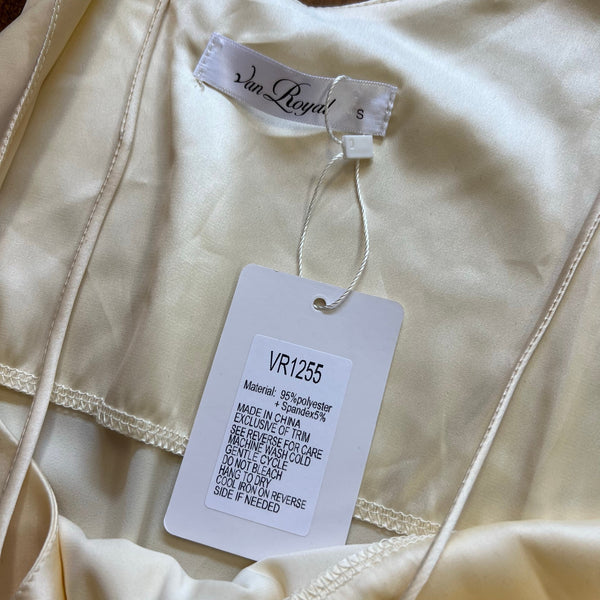 Van Royal
S
VR1255
Material: 95%polyester
+ Spandex5%
MADE IN CHINA
EXCLUSIVE OF TRIM
SEE REVERSE FOR CARE
MACHINE WASH COLD
GENTLE CYCLE
DO NOT BLEACH
HANG TO DRY
COOL IRON ON REVERSE
SIDE IF NEEDED